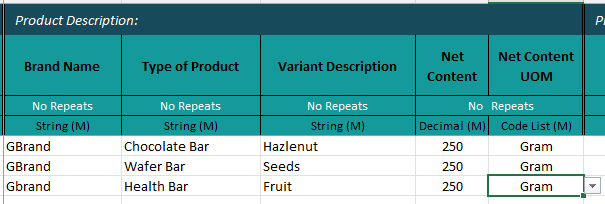 Product Description: P
Brand Name Type of Product Variant Description Net Content Net Content UOM
No Repeats No Repeats No Repeats No Repeats
String (M) String (M) String (M) Decimal (M) Code List (M)
GBrand Chocolate Bar Hazlenut 250 Gram
GBrand Wafer Bar Seeds 250 Gram
Gbrand Health Bar Fruit 250 Gram